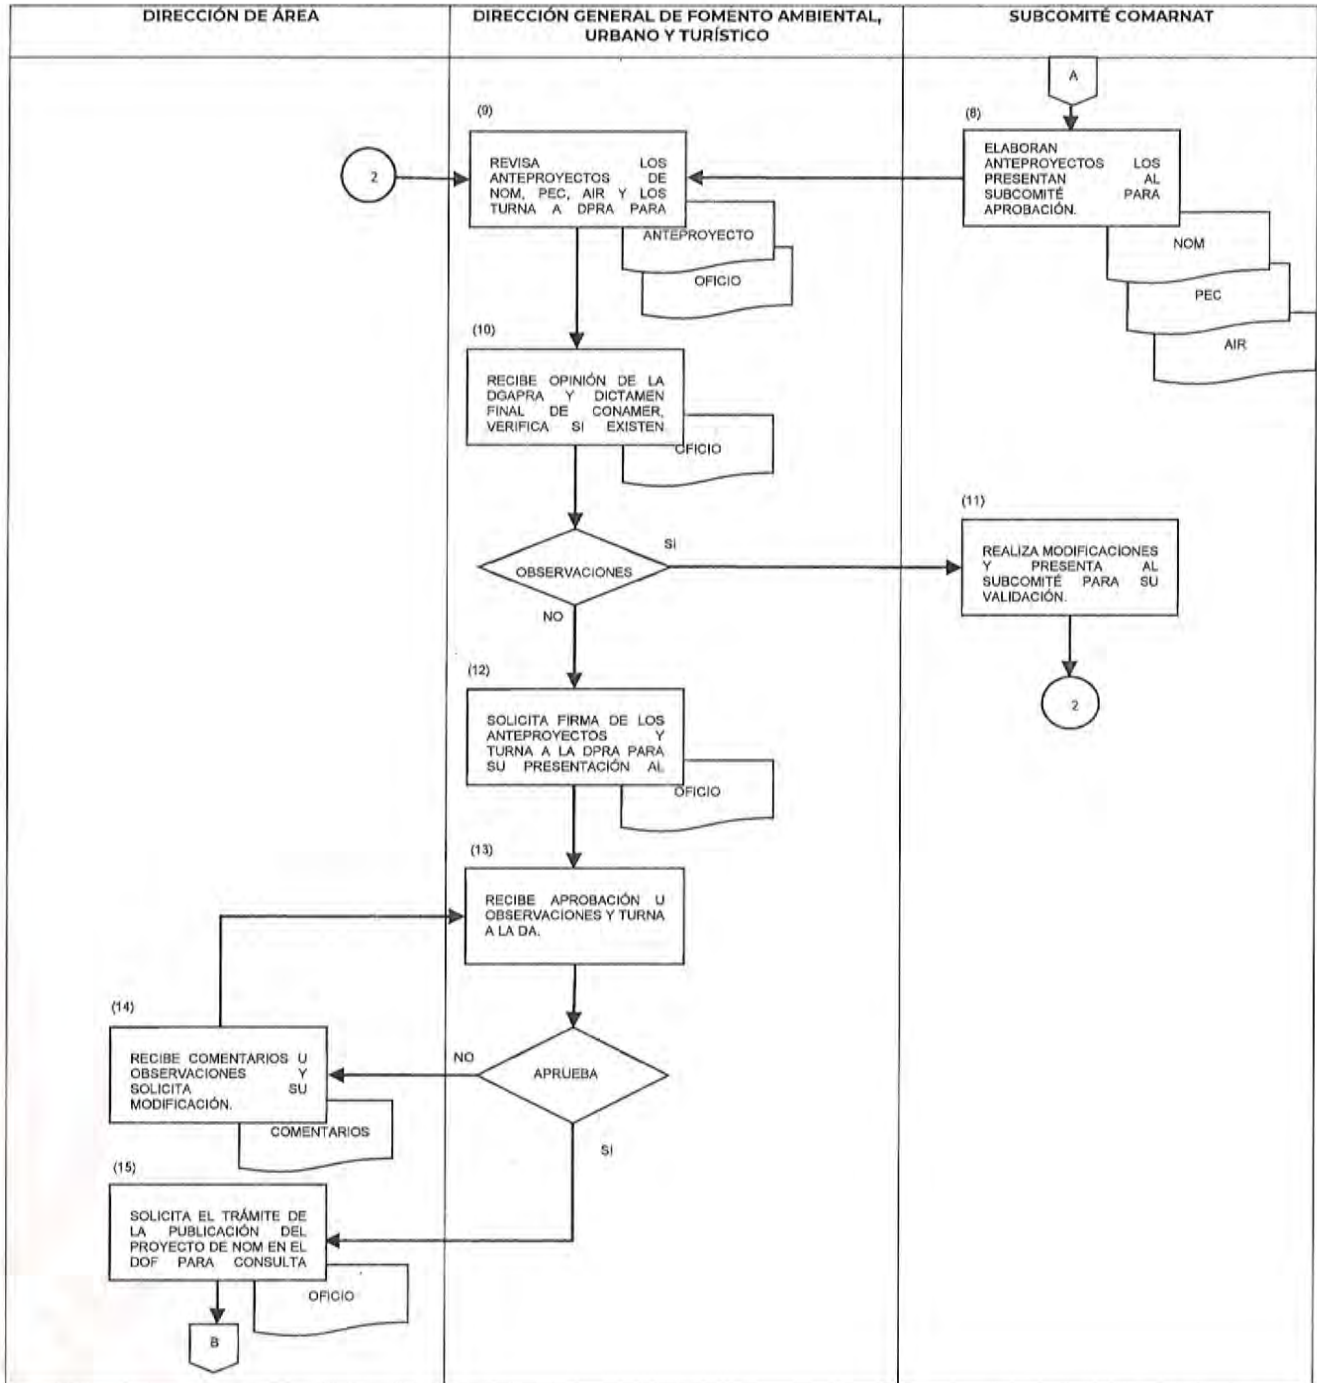 DIRECCIÓN DE ÁREA
DIRECCIÓN GENERAL DE FOMENTO AMBIENTAL,
URBANO Y TURÍSTICO
SUBCOMITÉ COMARNAT
A
(8)
ELABORAN
ANTEPROYECTOS LOS
PRESENTAN AL
SUBCOMITÉ PARA
APROBACIÓN.
NOM
PEC
AIR
(9)
2
REVISA LOS
ANTEPROYECTOS DE
NOM, PEC, AIR Y LOS
TURNA A DPRA PARA
ANTEPROYECTO
OFICIO
(10)
RECIBE OPINIÓN DE LA
DGAPRA Y DICTAMEN
FINAL DE CONAMER,
VERIFICA SI EXISTEN
OFICIO
OBSERVACIONES
SI
NO
(11)
REALIZA MODIFICACIONES
Y PRESENTA AL
SUBCOMITÉ PARA SU
VALIDACIÓN.
2
(12)
SOLICITA FIRMA DE LOS
ANTEPROYECTOS Y
TURNA A LA DPRA PARA
SU PRESENTACIÓN AL
OFICIO
(13)
RECIBE APROBACIÓN U
OBSERVACIONES Y TURNA
A LA DA.
APRUEBA
NO
SI
(14)
RECIBE COMENTARIOS U
OBSERVACIONES Y
SOLICITA SU
MODIFICACIÓN.
COMENTARIOS
(15)
SOLICITA EL TRÁMITE DE
LA PUBLICACIÓN DEL
PROYECTO DE NOM EN EL
DOF PARA CONSULTA
OFICIO
B